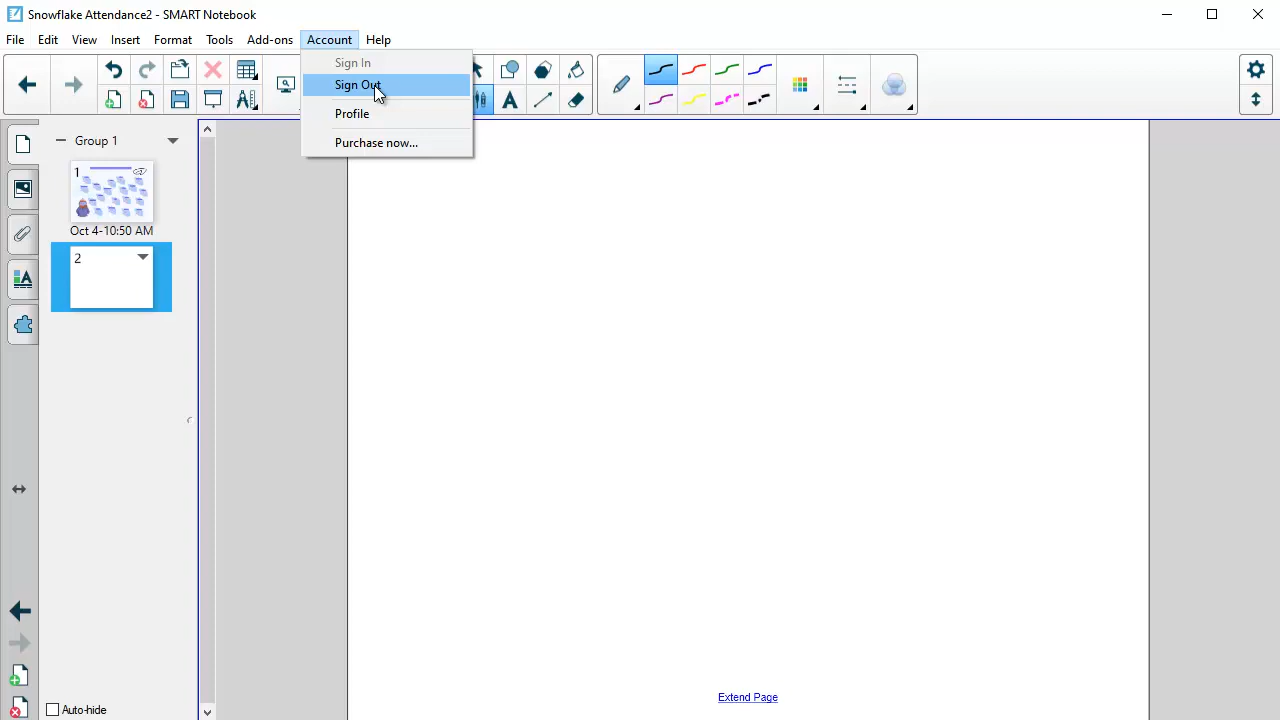 Snowflake Attendance2 - SMART Notebook
File Edit View Insert Format Tools Add-ons Account Help
Sign In
Sign Out
Profile
Purchase now...
Group 1
1
Oct 4-10:50 AM
2
Extend Page
Auto-hide